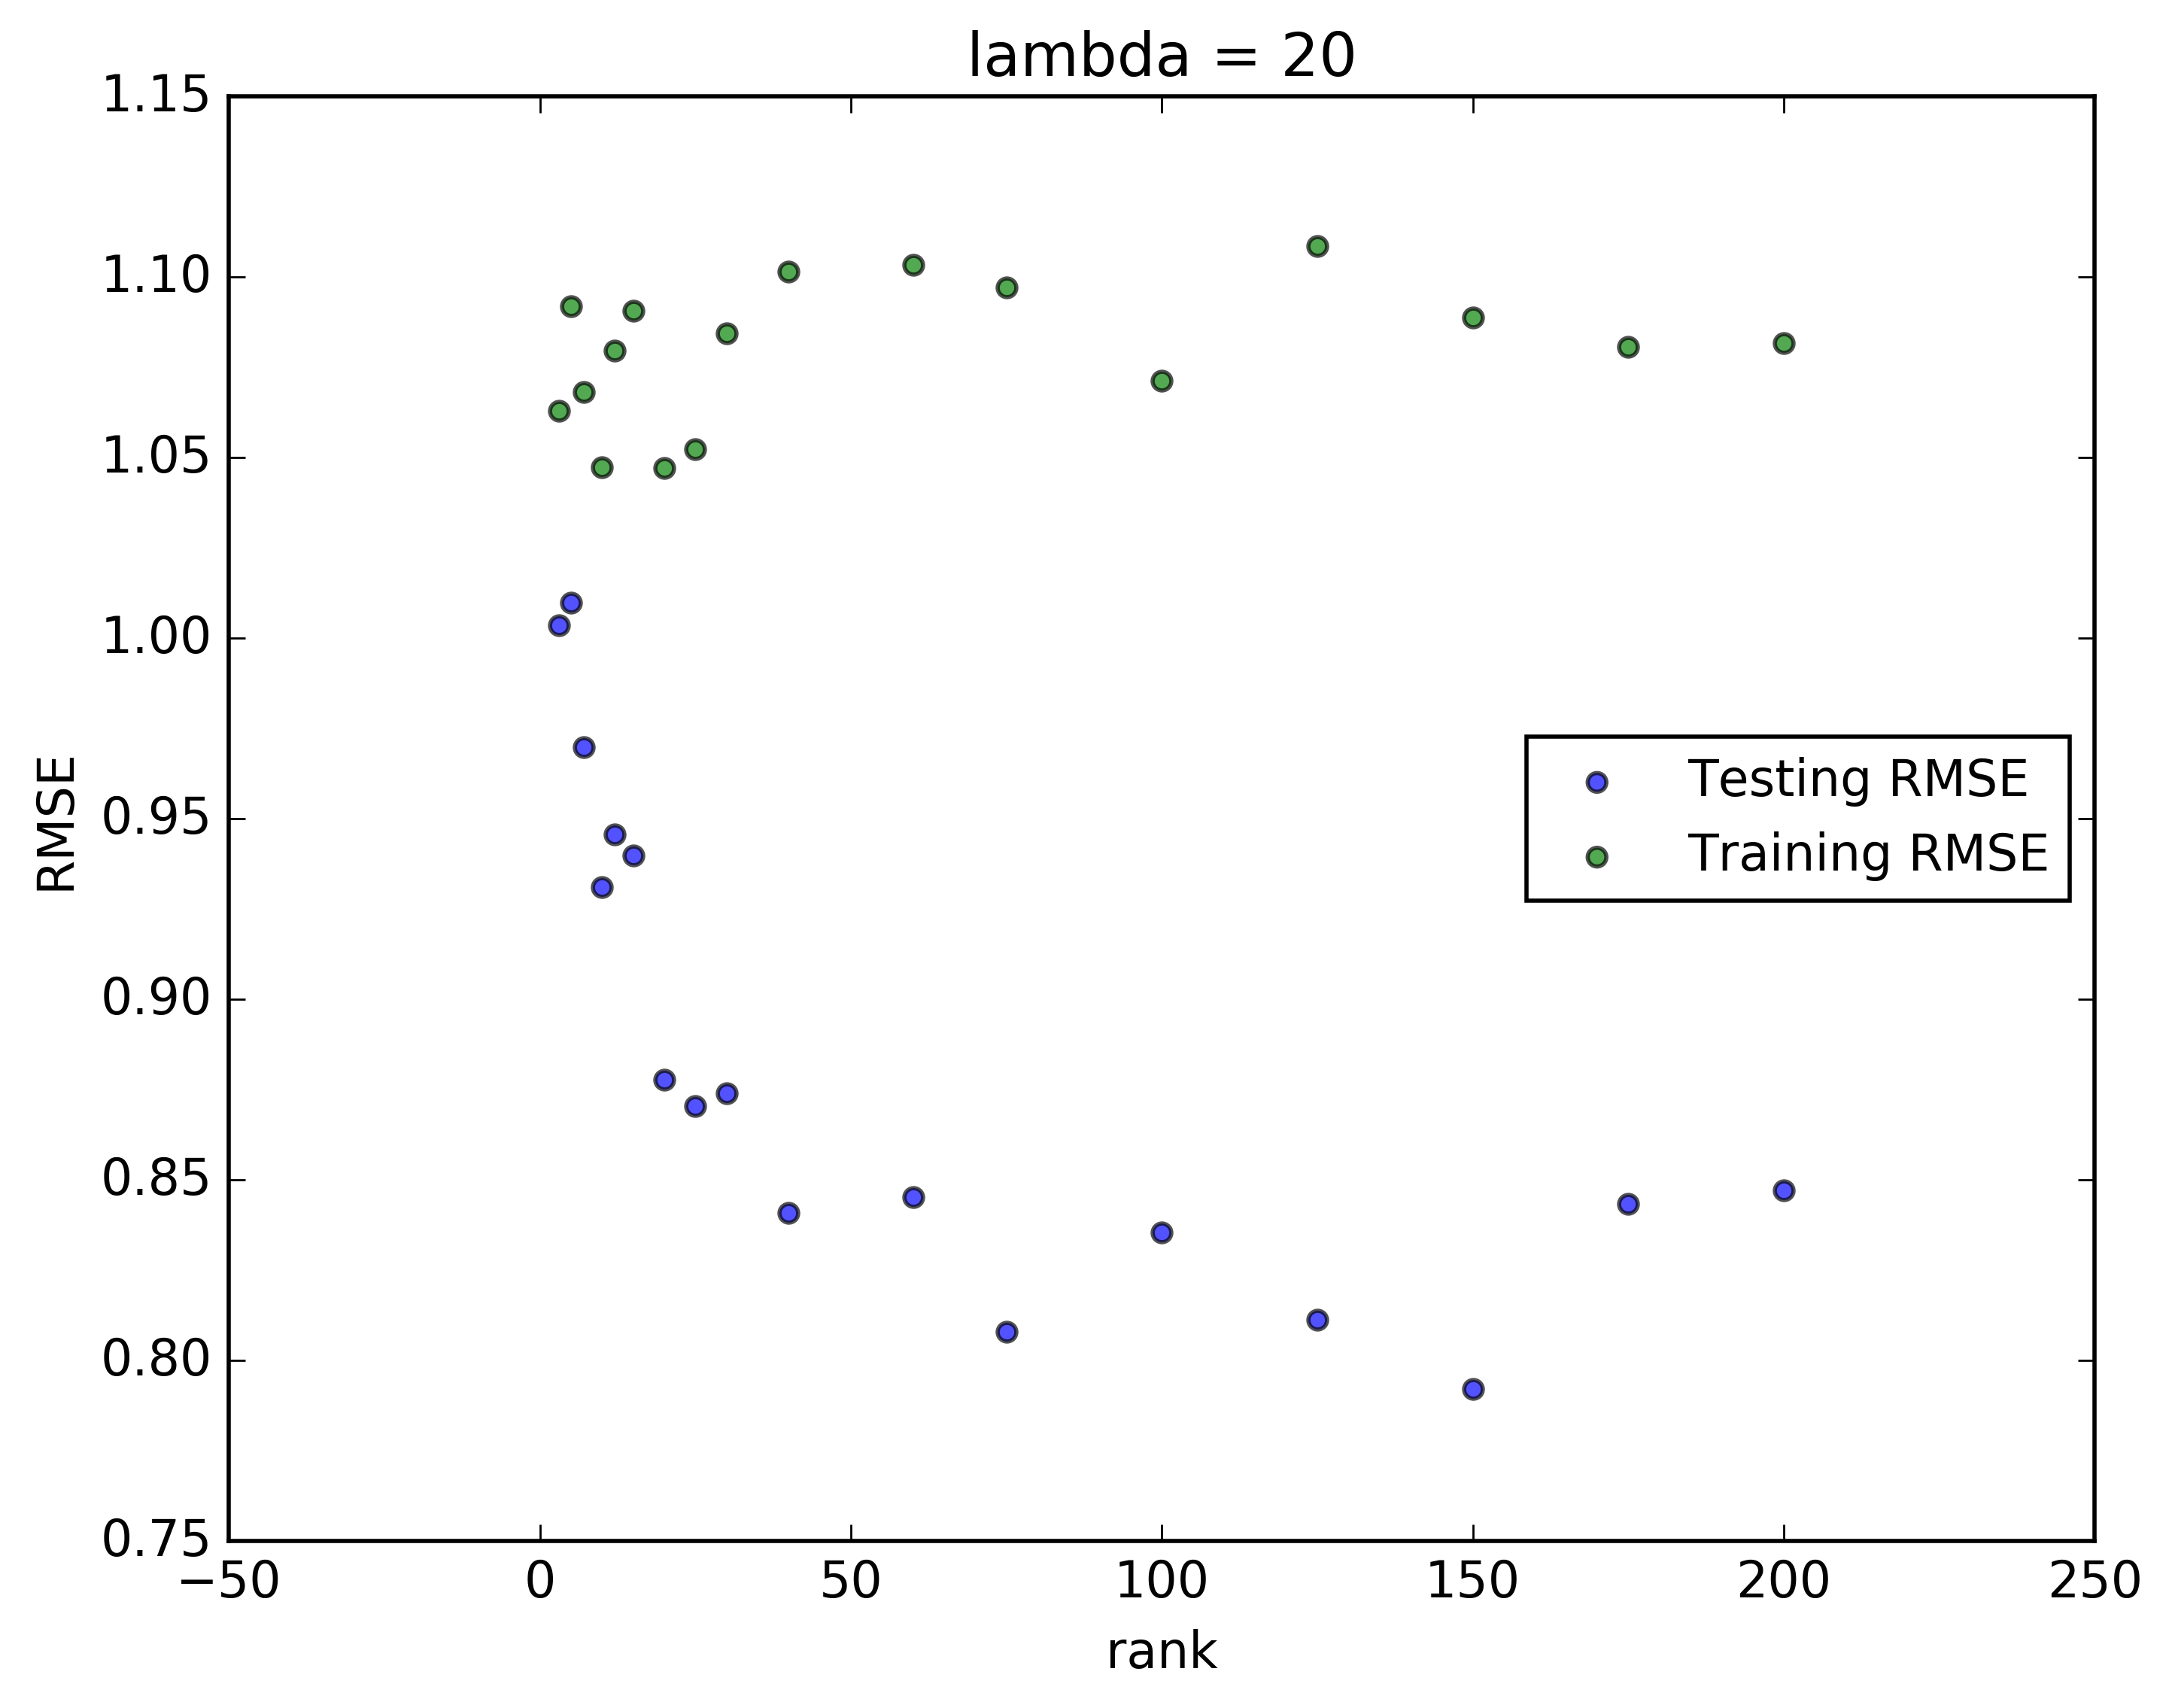 lambda = 20
1.15
1.10
1.05
1.00
0.95
0.90
0.85
0.80
0.75
RMSE
Testing RMSE
Training RMSE
−50 0 50 100 150 200 250
rank